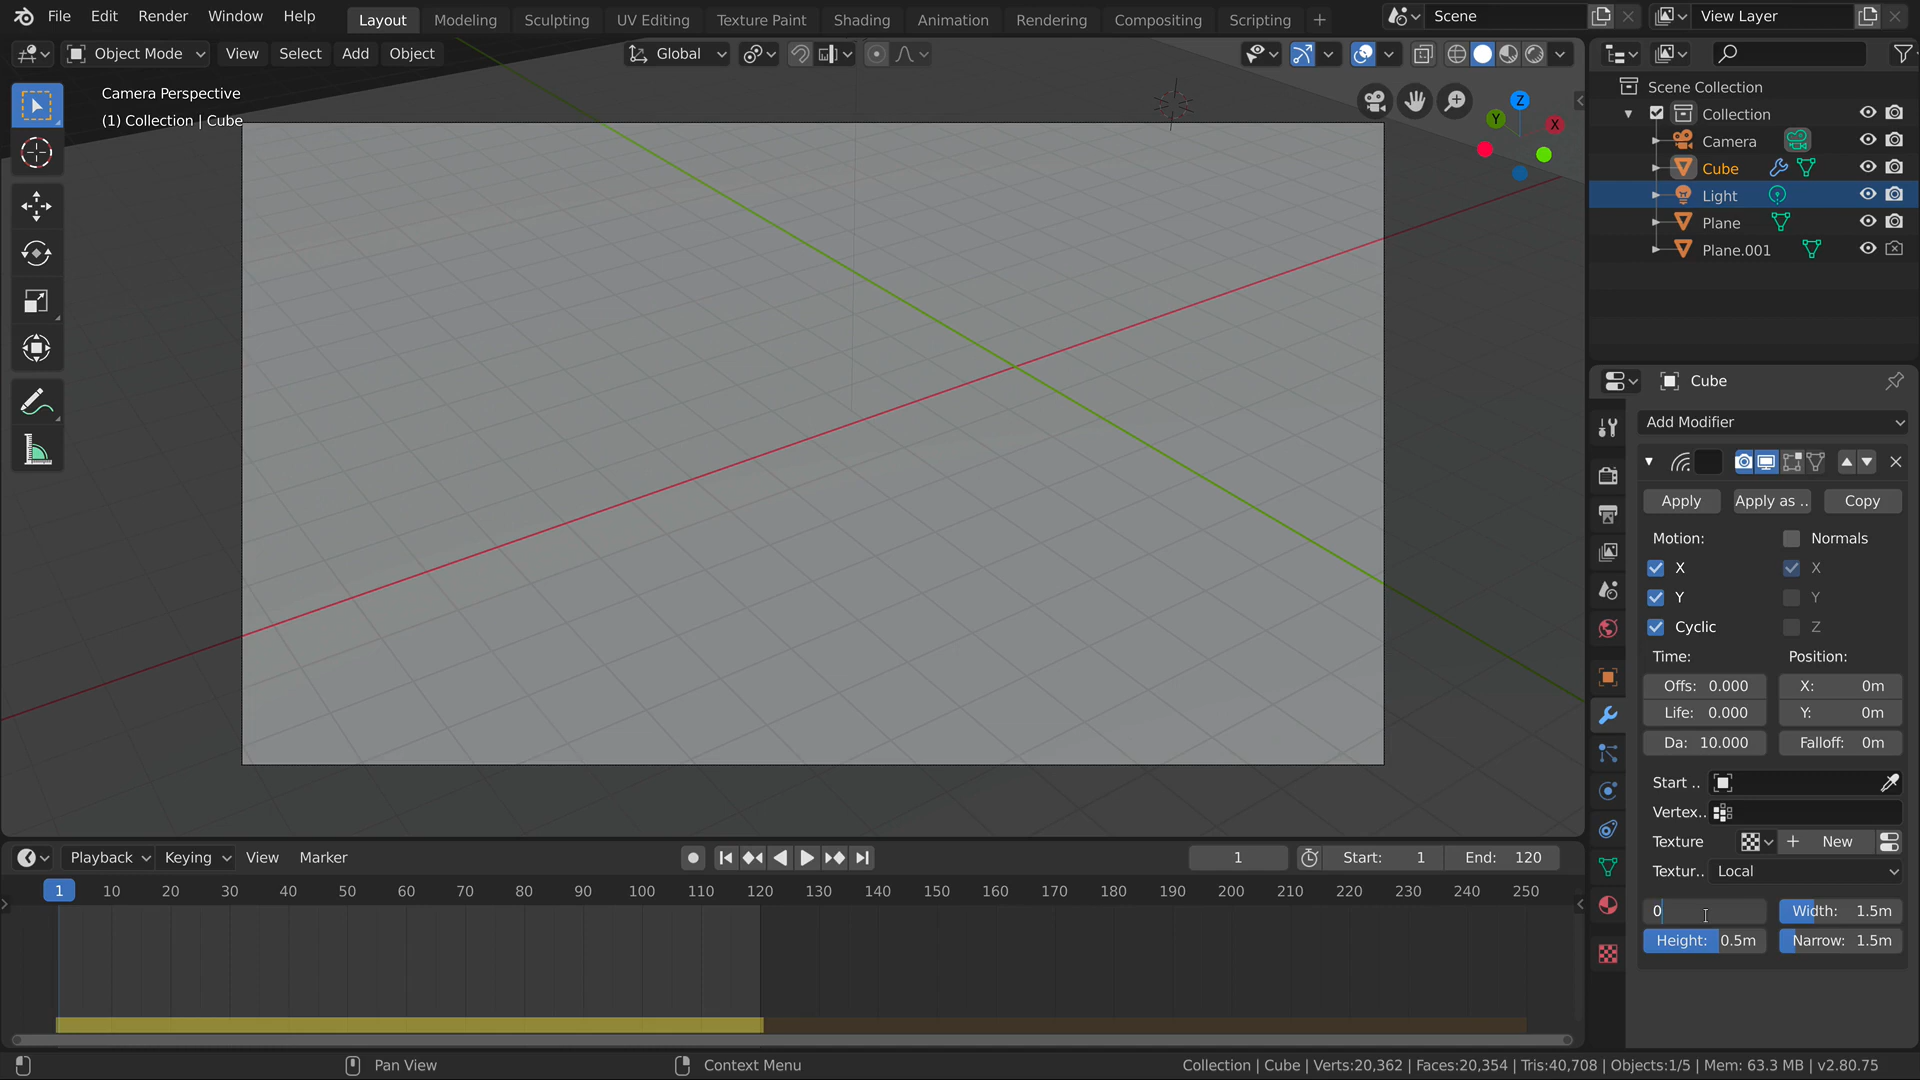 File Edit Render Window Help Layout Modeling Sculpting UV Editing Texture Paint Shading Animation Rendering Compositing Scripting + Scene View Layer
Object Mode View Select Add Object Global
Camera Perspective
(1) Collection | Cube
Z
Y
X
Scene Collection
Collection
Camera
Cube
Light
Plane
Plane.001
Cube
Add Modifier
Apply Apply as .. Copy
Motion: Normals
X X
Y Y
Cyclic Z
Time: Position:
Offs: 0.000 X: 0m
Life: 0.000 Y: 0m
Da: 10.000 Falloff: 0m
Start ..
Vertex..
Texture New
Textur.. Local
0 Width: 1.5m
Height: 0.5m Narrow: 1.5m
Playback Keying View Marker 1 Start: 1 End: 120
1 10 20 30 40 50 60 70 80 90 100 110 120 130 140 150 160 170 180 190 200 210 220 230 240 250
Pan View Context Menu Collection | Cube | Verts:20,362 | Faces:20,354 | Tris:40,708 | Objects:1/5 | Mem: 63.3 MB | v2.80.75